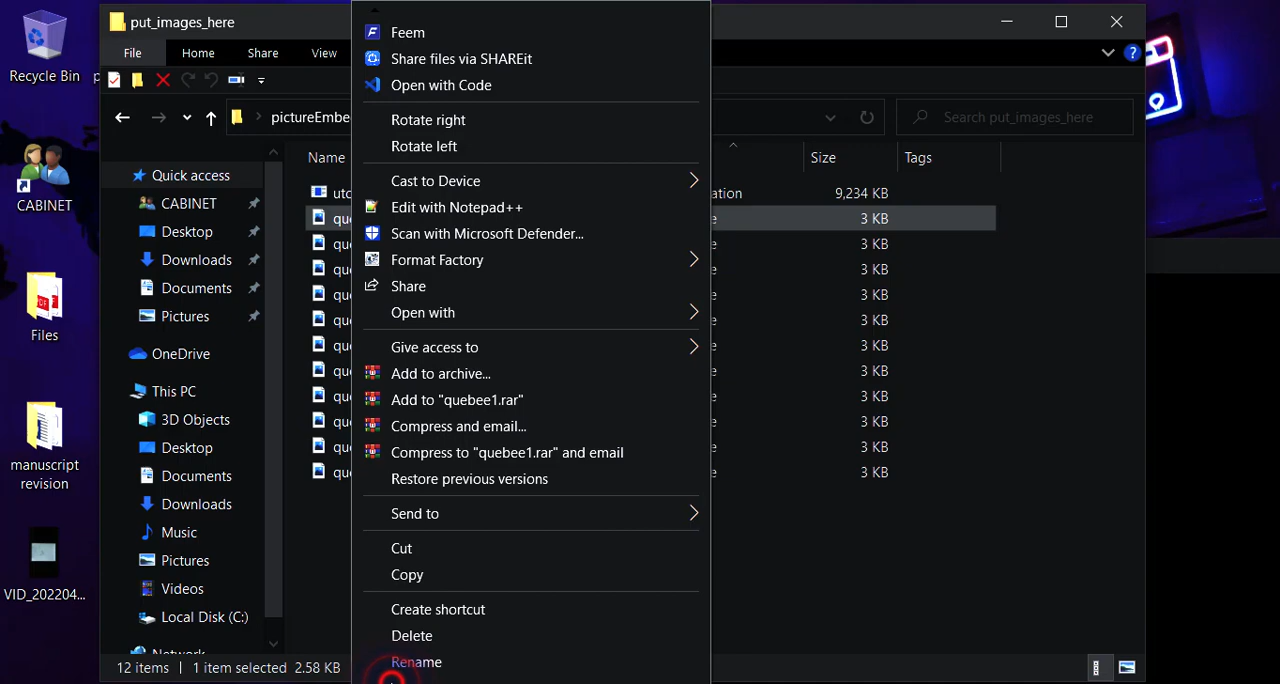 Recycle Bin
CABINET
Files
manuscript
revision
VID_202204...
put_images_here
File Home Share View
pictureEmbe
Search put_images_here
Quick access
CABINET
Desktop
Downloads
Documents
Pictures
OneDrive
This PC
3D Objects
Desktop
Documents
Downloads
Music
Pictures
Videos
Local Disk (C:)
Network
Name Size Tags
9,234 KB
3 KB
3 KB
3 KB
3 KB
3 KB
3 KB
3 KB
3 KB
3 KB
3 KB
3 KB
Feem
Share files via SHAREit
Open with Code
Rotate right
Rotate left
Cast to Device
Edit with Notepad++
Scan with Microsoft Defender...
Format Factory
Share
Open with
Give access to
Add to archive...
Add to "quebee1.rar"
Compress and email...
Compress to "quebee1.rar" and email
Restore previous versions
Send to
Cut
Copy
Create shortcut
Delete
Rename
12 items 1 item selected 2.58 KB